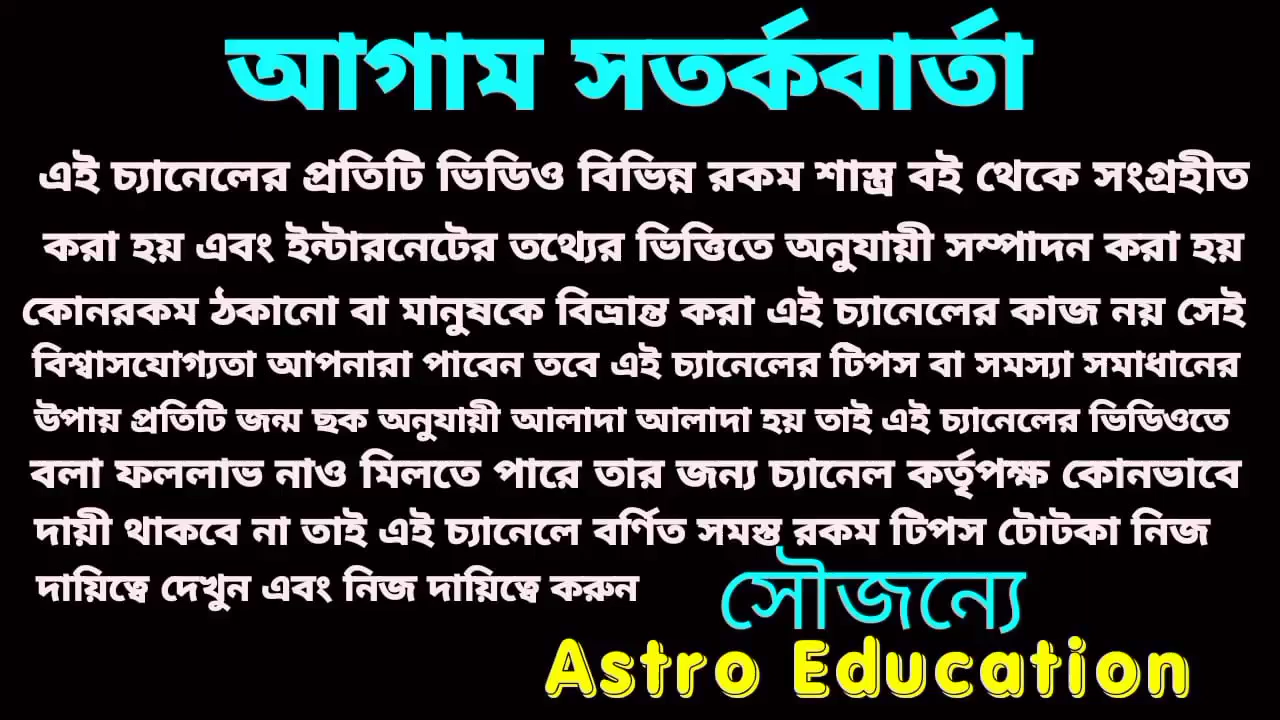 আগাম সতর্কবার্তা
এই চ্যানেলের প্রতিটি ভিডিও বিভিন্ন রকম শাস্ত্র বই থেকে সংগ্রহীত
করা হয় এবং ইন্টারনেটের তথ্যের ভিত্তিতে অনুযায়ী সম্পাদন করা হয়
কোনরকম ঠকানো বা মানুষকে বিভ্রান্ত করা এই চ্যানেলের কাজ নয় সেই
বিশ্বাসযোগ্যতা আপনারা পাবেন তবে এই চ্যানেলের টিপস বা সমস্যা সমাধানের
উপায় প্রতিটি জন্ম ছক অনুযায়ী আলাদা আলাদা হয় তাই এই চ্যানেলের ভিডিওতে
বলা ফললাভ নাও মিলতে পারে তার জন্য চ্যানেল কর্তৃপক্ষ কোনভাবে
দায়ী থাকবে না তাই এই চ্যানেলে বর্ণিত সমস্ত রকম টিপস টোটকা নিজ
দায়িত্বে দেখুন এবং নিজ দায়িত্বে করুন
সৌজন্যে
Astro Education